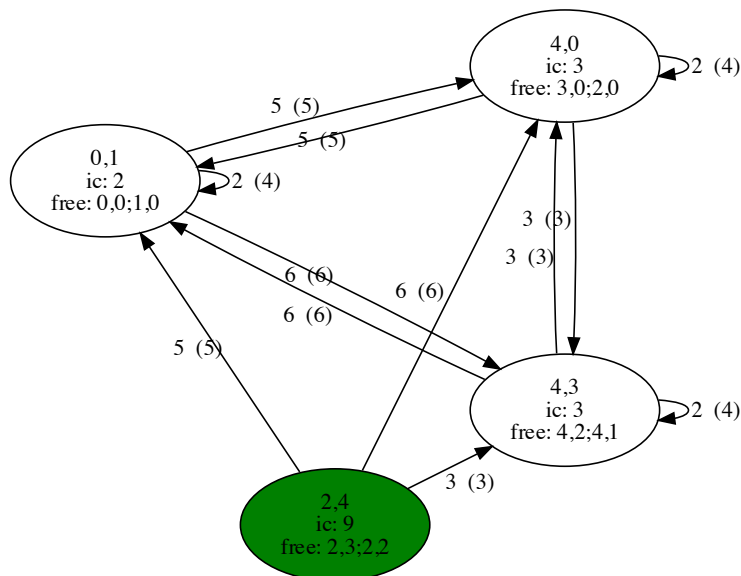 4,0
ic: 3
free: 3,0;2,0
2  (4)
5  (5)
5  (5)
0,1
ic: 2
free: 0,0;1,0
2  (4)
3  (3)
3  (3)
6  (6)
6  (6)
6  (6)
5  (5)
4,3
ic: 3
free: 4,2;4,1
2  (4)
3  (3)
2,4
ic: 9
free: 2,3;2,2